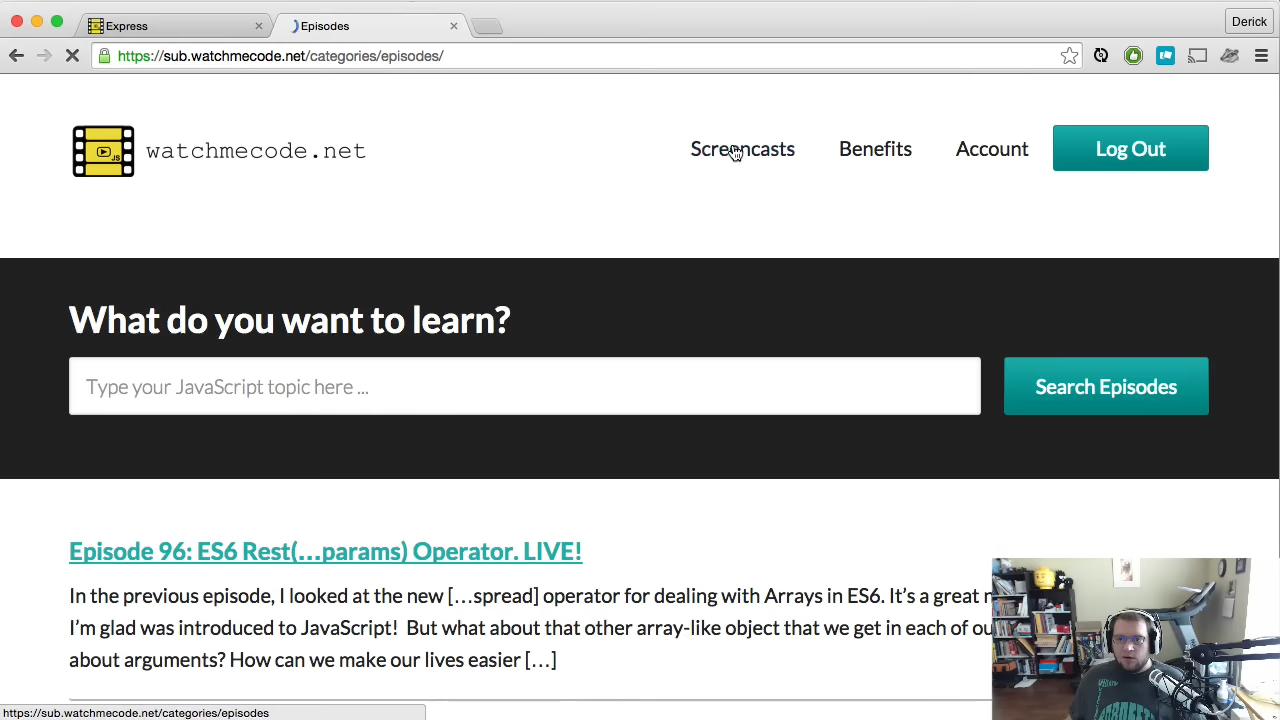 Express
Episodes
Derick
https://sub.watchmecode.net/categories/episodes/
JS
watchmecode.net
Screencasts
Benefits
Account
Log Out
What do you want to learn?
Type your JavaScript topic here ...
Search Episodes
Episode 96: ES6 Rest(…params) Operator. LIVE!
In the previous episode, I looked at the new […spread] operator for dealing with Arrays in ES6. It’s a great
I’m glad was introduced to JavaScript! But what about that other array-like object that we get in each of
about arguments? How can we make our lives easier […]
https://sub.watchmecode.net/categories/episodes